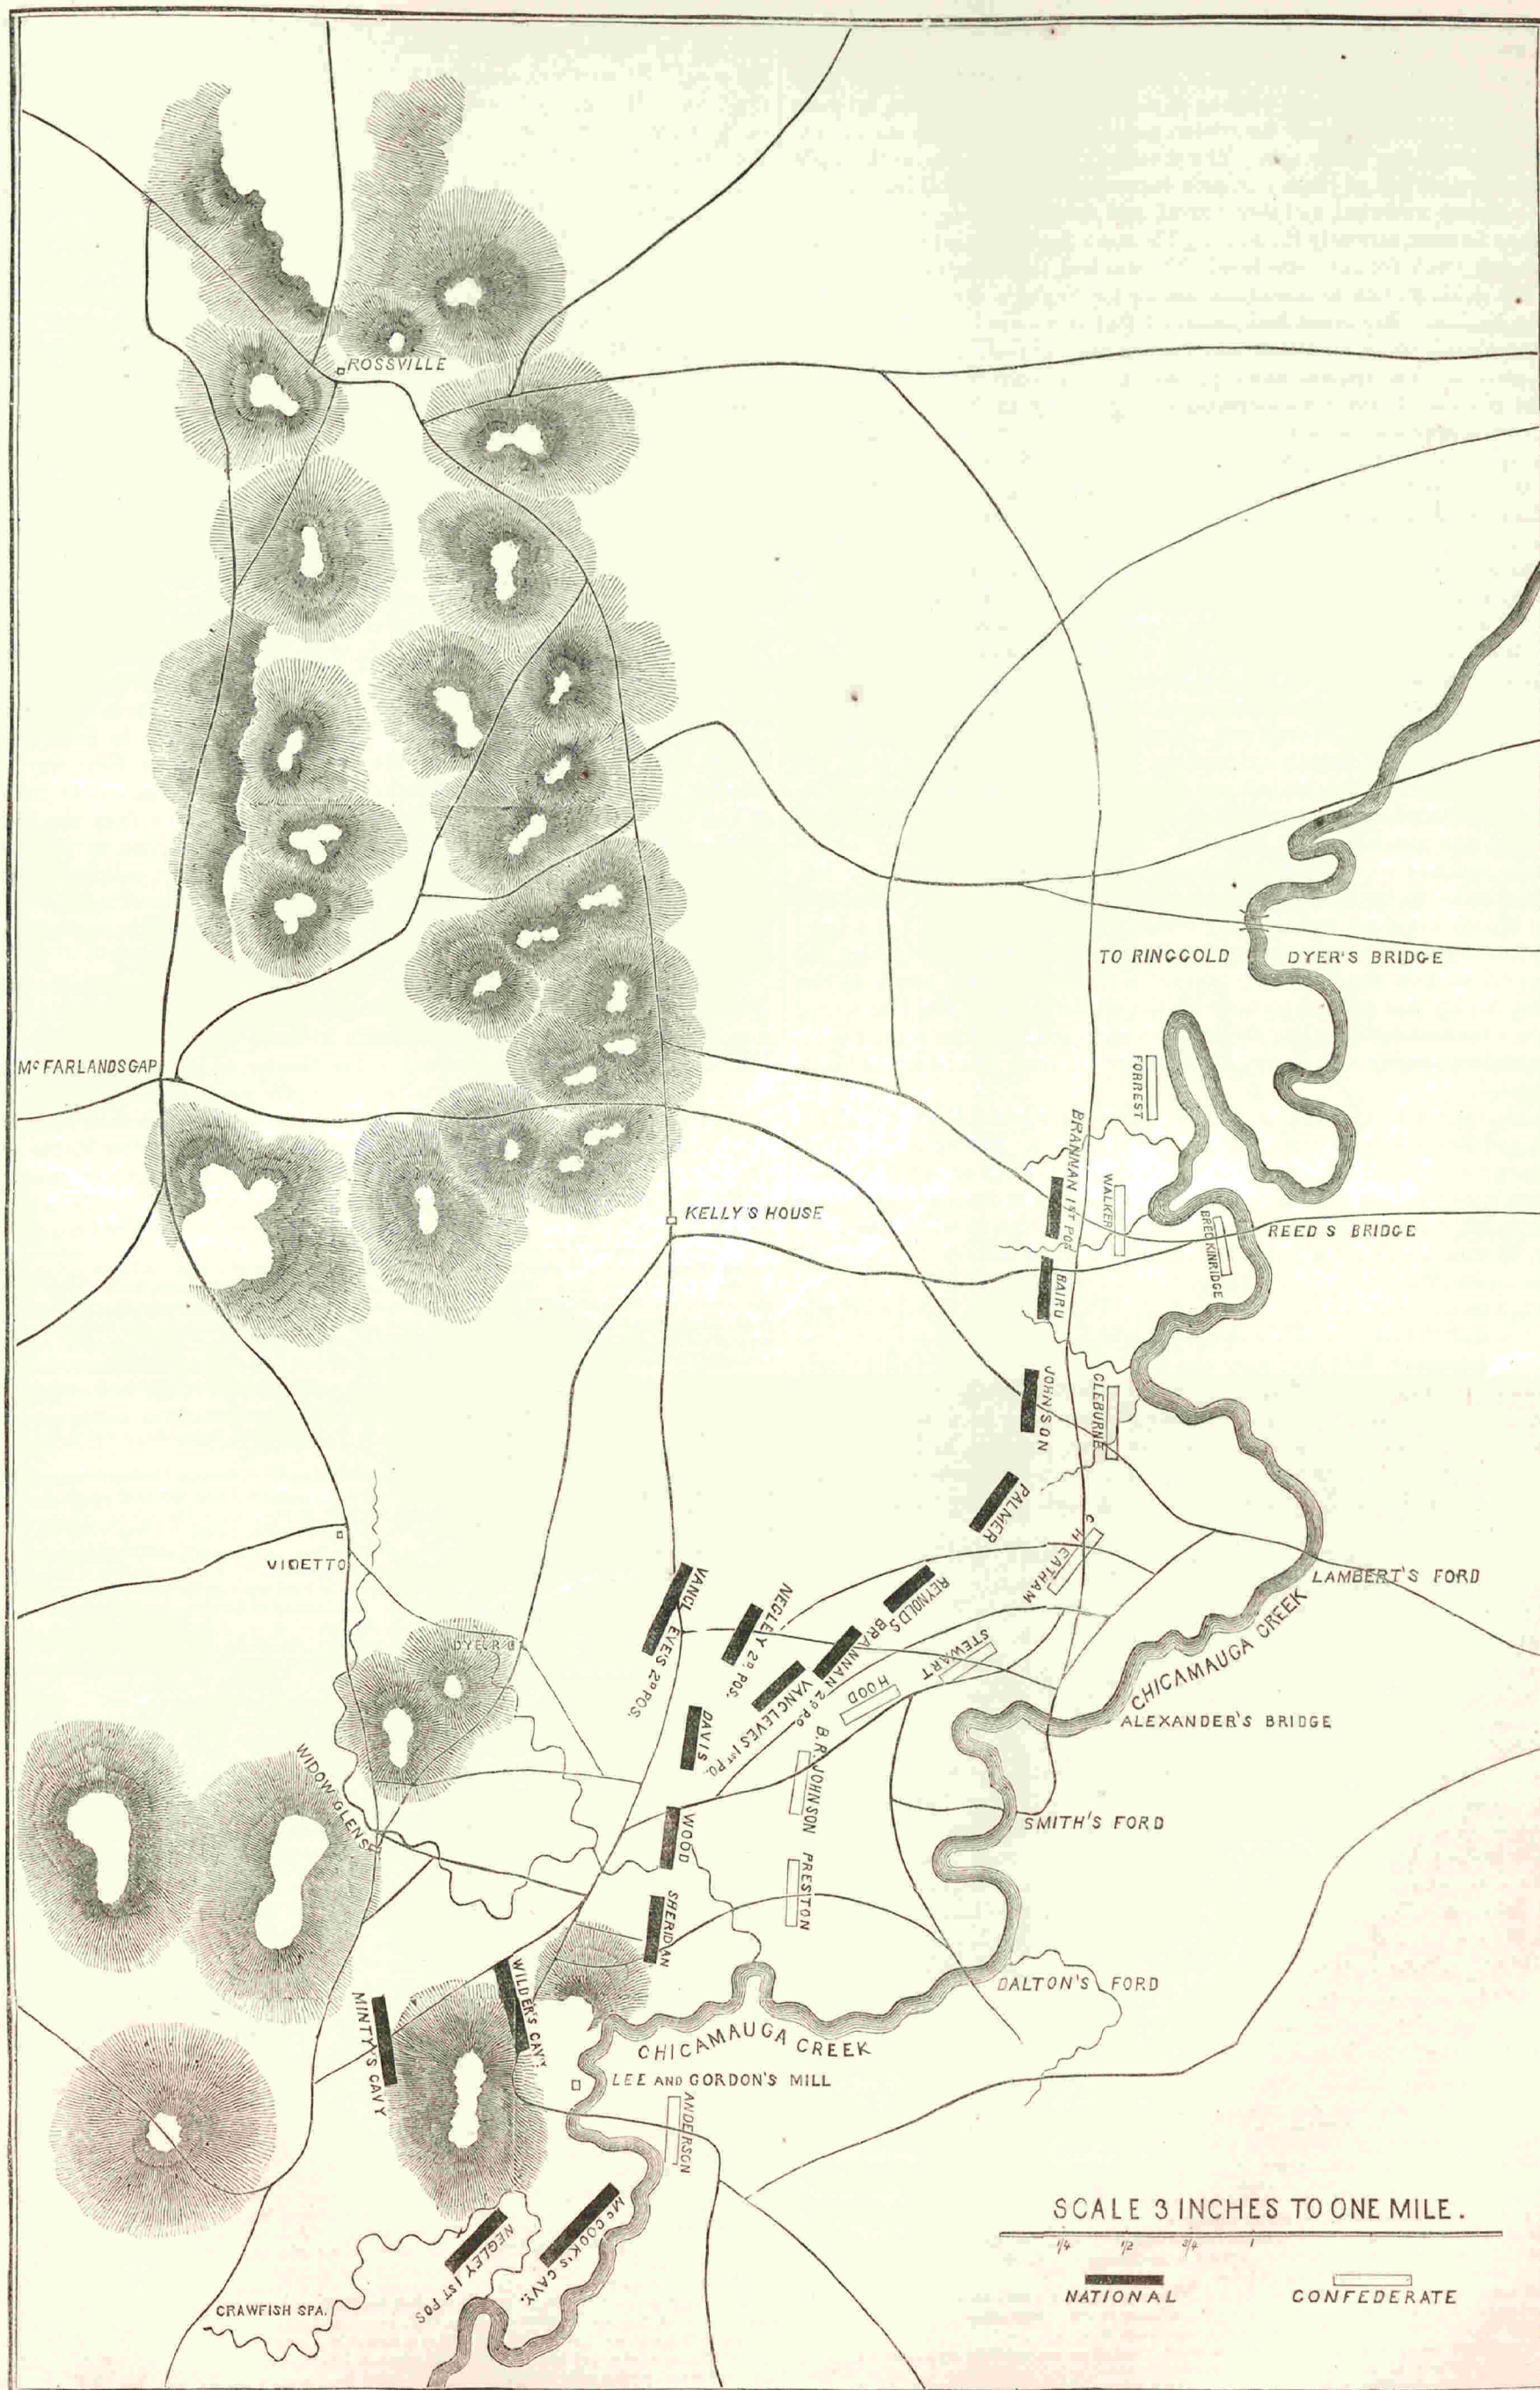 ROSSVILLE
TO RINGGOLD
DYER'S BRIDGE
McFARLANDSGAP
FORREST
BRANNAN 1ST POS
WALKER
KELLY'S HOUSE
BRECKINRIDGE
REED S BRIDGE
BAIRD
JOHNSON
CLEBURNE
PALMER
CHEATHAM
VIDETTO
LAMBERT'S FORD
CHICAMAUGA CREEK
VANCLEVE'S 2D POS.
NEGLEY 2D POS.
REYNOLDS
BRANNAN 2D PO.
STEWART
DYER'S
HOOD
VANCLEVES 1ST PO.
DAVIS
ALEXANDER'S BRIDGE
B.R. JOHNSON
WIDOW GLENS
WOOD
SMITH'S FORD
PRESTON
SHERIDAN
WILDER'S CAVY.
DALTON'S FORD
MINTY'S CAVY
CHICAMAUGA CREEK
LEE AND GORDON'S MILL
ANDERSON
McCOOK'S CAVY.
NEGLEY 1ST POS
CRAWFISH SPA.
SCALE 3 INCHES TO ONE MILE.
1/4 1/2 3/4 1
NATIONAL CONFEDERATE